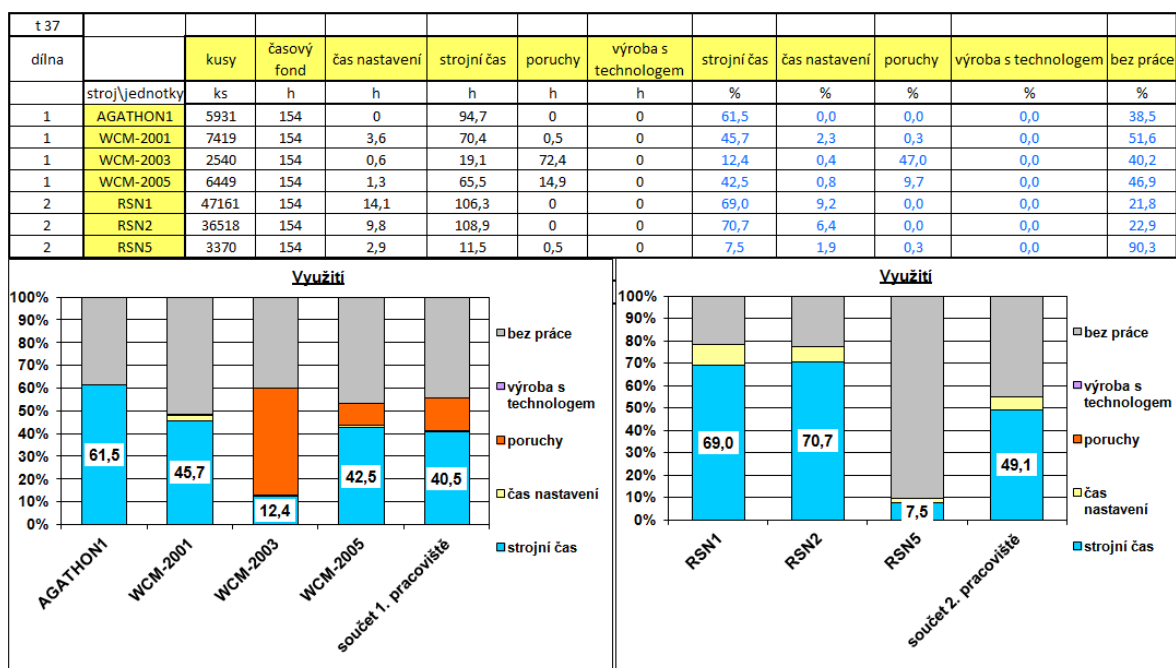 t 37
dílna kusy časový fond čas nastavení strojní čas poruchy výroba s technologem strojní čas čas nastavení poruchy výroba s technologem bez práce
stroj\jednotky ks h h h h h % % % % %
1 AGATHON1 5931 154 0 94,7 0 0 61,5 0,0 0,0 0,0 38,5
1 WCM-2001 7419 154 3,6 70,4 0,5 0 45,7 2,3 0,3 0,0 51,6
1 WCM-2003 2540 154 0,6 19,1 72,4 0 12,4 0,4 47,0 0,0 40,2
1 WCM-2005 6449 154 1,3 65,5 14,9 0 42,5 0,8 9,7 0,0 46,9
2 RSN1 47161 154 14,1 106,3 0 0 69,0 9,2 0,0 0,0 21,8
2 RSN2 36518 154 9,8 108,9 0 0 70,7 6,4 0,0 0,0 22,9
2 RSN5 3370 154 2,9 11,5 0,5 0 7,5 1,9 0,3 0,0 90,3
Využití
100%
90%
80%
70%
60%
50%
40%
30%
20%
10%
0%
61,5
45,7
12,4
42,5
40,5
AGATHON1
WCM-2001
WCM-2003
WCM-2005
součet 1. pracoviště
bez práce
výroba s
technologem
poruchy
čas nastavení
strojní čas
Využití
100%
90%
80%
70%
60%
50%
40%
30%
20%
10%
0%
69,0
70,7
7,5
49,1
RSN1
RSN2
RSN5
součet 2. pracoviště
bez práce
výroba s
technologem
poruchy
čas
nastavení
strojní čas